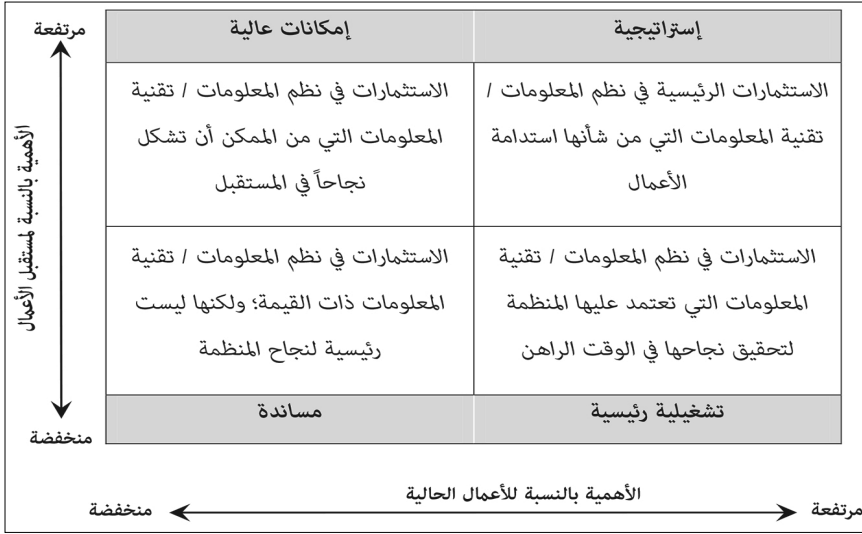 مرتفعة
إستراتيجية
إمكانات عالية
الاستثمارات الرئيسية في نظم المعلومات /
تقنية المعلومات التي من شأنها استدامة
الأعمال
الاستثمارات في نظم المعلومات / تقنية
المعلومات التي من الممكن أن تشكل
نجاحاً في المستقبل
الأهمية بالنسبة لمستقبل الأعمال
الاستثمارات في نظم المعلومات / تقنية
المعلومات التي تعتمد عليها المنظمة
لتحقيق نجاحها في الوقت الراهن
الاستثمارات في نظم المعلومات / تقنية
المعلومات ذات القيمة؛ ولكنها ليست
رئيسية لنجاح المنظمة
تشغيلية رئيسية
مساندة
منخفضة
الأهمية بالنسبة للأعمال الحالية
مرتفعة
منخفضة